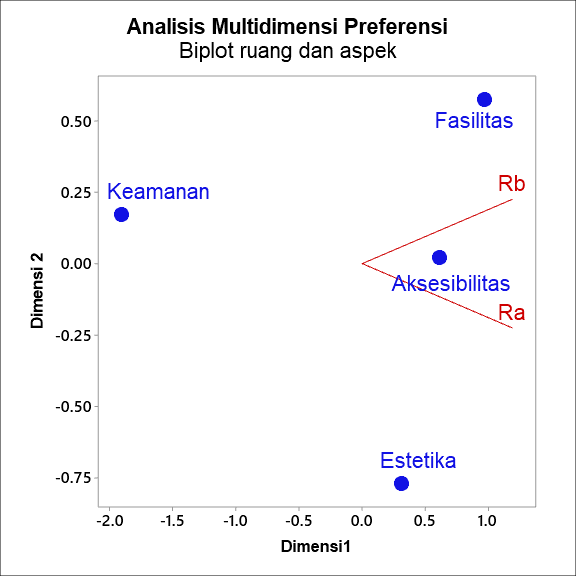 Analisis Multidimensi Preferensi
Biplot ruang dan aspek
Fasilitas
Keamanan
Rb
Aksesibilitas
Ra
Estetika
Dimensi 2
0.50
0.25
0.00
-0.25
-0.50
-0.75
-2.0 -1.5 -1.0 -0.5 0.0 0.5 1.0
Dimensi1